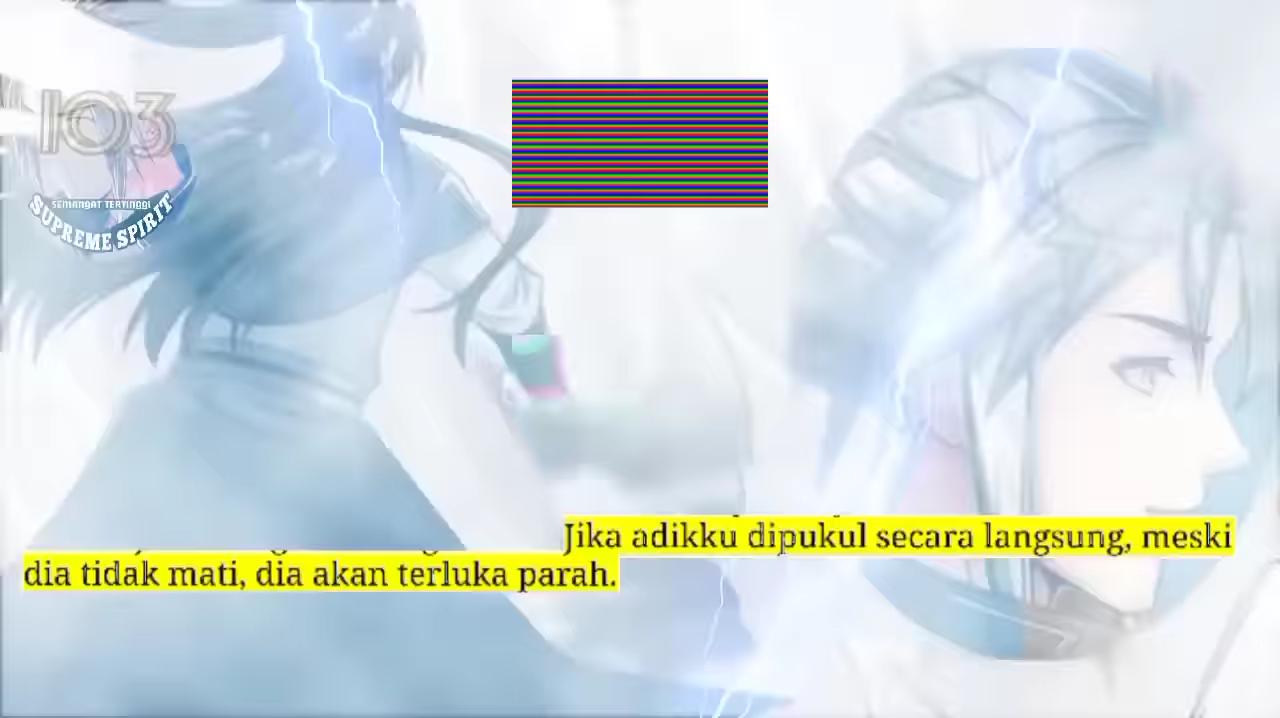 103
SEMANGAT TERTINGGI
SUPREME SPIRIT
Jika adikku dipukul secara langsung, meski
dia tidak mati, dia akan terluka parah.